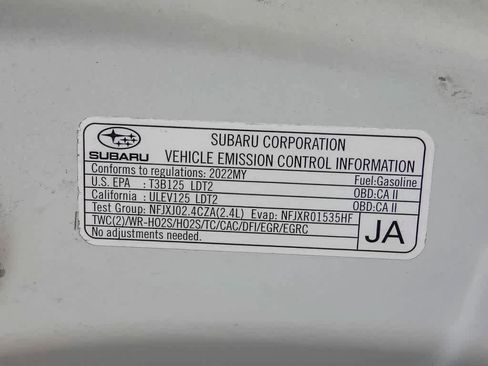 SUBARU
SUBARU CORPORATION
VEHICLE EMISSION CONTROL INFORMATION
Conforms to regulations: 2022MY Fuel:Gasoline
U.S. EPA : T3B125 LDT2 OBD:CA II
California : ULEV125 LDT2 OBD:CA II
Test Group: NFJXJ02.4CZA(2.4L) Evap: NFJXR01535HF
TWC(2)/WR-HO2S/HO2S/TC/CAC/DFI/EGR/EGRC
No adjustments needed.
JA